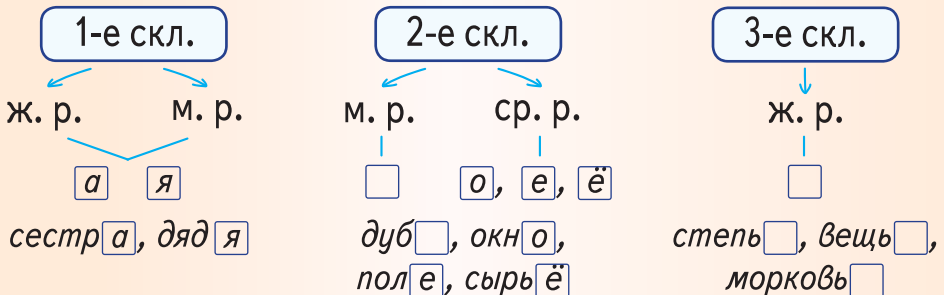 1-е скл. 2-е скл. 3-е скл.
ж. р. м. р. м. р. ср. р. ж. р.
а я о, е, ё
сестра, дядя дуб, окно, степь, вещь,
поле, сырьё морковь